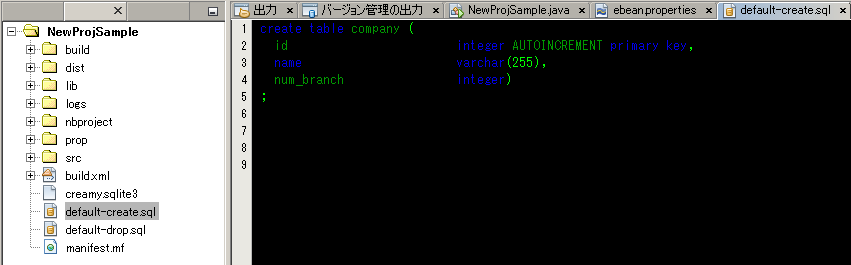 NewProjSample
build
dist
lib
logs
nbproject
prop
src
build.xml
creamy.sqlite3
default-create.sql
default-drop.sql
manifest.mf
出力 バージョン管理の出力 NewProjSample.java ebean.properties default-create.sql
1 create table company (
2 id integer AUTOINCREMENT primary key,
3 name varchar(255),
4 num_branch integer)
5 ;
6
7
8
9